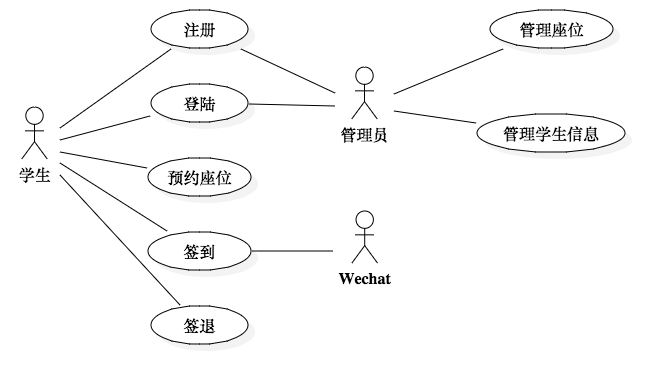 注册
管理座位
登陆
管理员
管理学生信息
学生
预约座位
签到
Wechat
签退